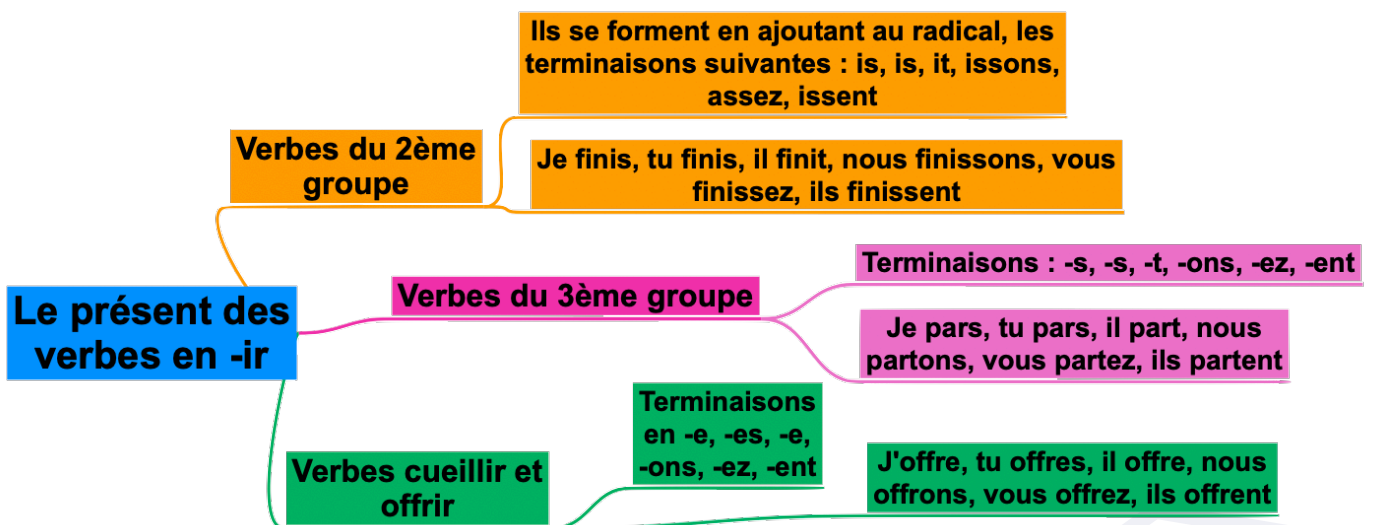 Ils se forment en ajoutant au radical, les
terminaisons suivantes : is, is, it, issons,
assez, issent
Verbes du 2ème
groupe
Je finis, tu finis, il finit, nous finissons, vous
finissez, ils finissent
Le présent des
verbes en -ir
Verbes du 3ème groupe
Terminaisons : -s, -s, -t, -ons, -ez, -ent
Je pars, tu pars, il part, nous
partons, vous partez, ils partent
Verbes cueillir et
offrir
Terminaisons
en -e, -es, -e,
-ons, -ez, -ent
J'offre, tu offres, il offre, nous
offrons, vous offrez, ils offrent